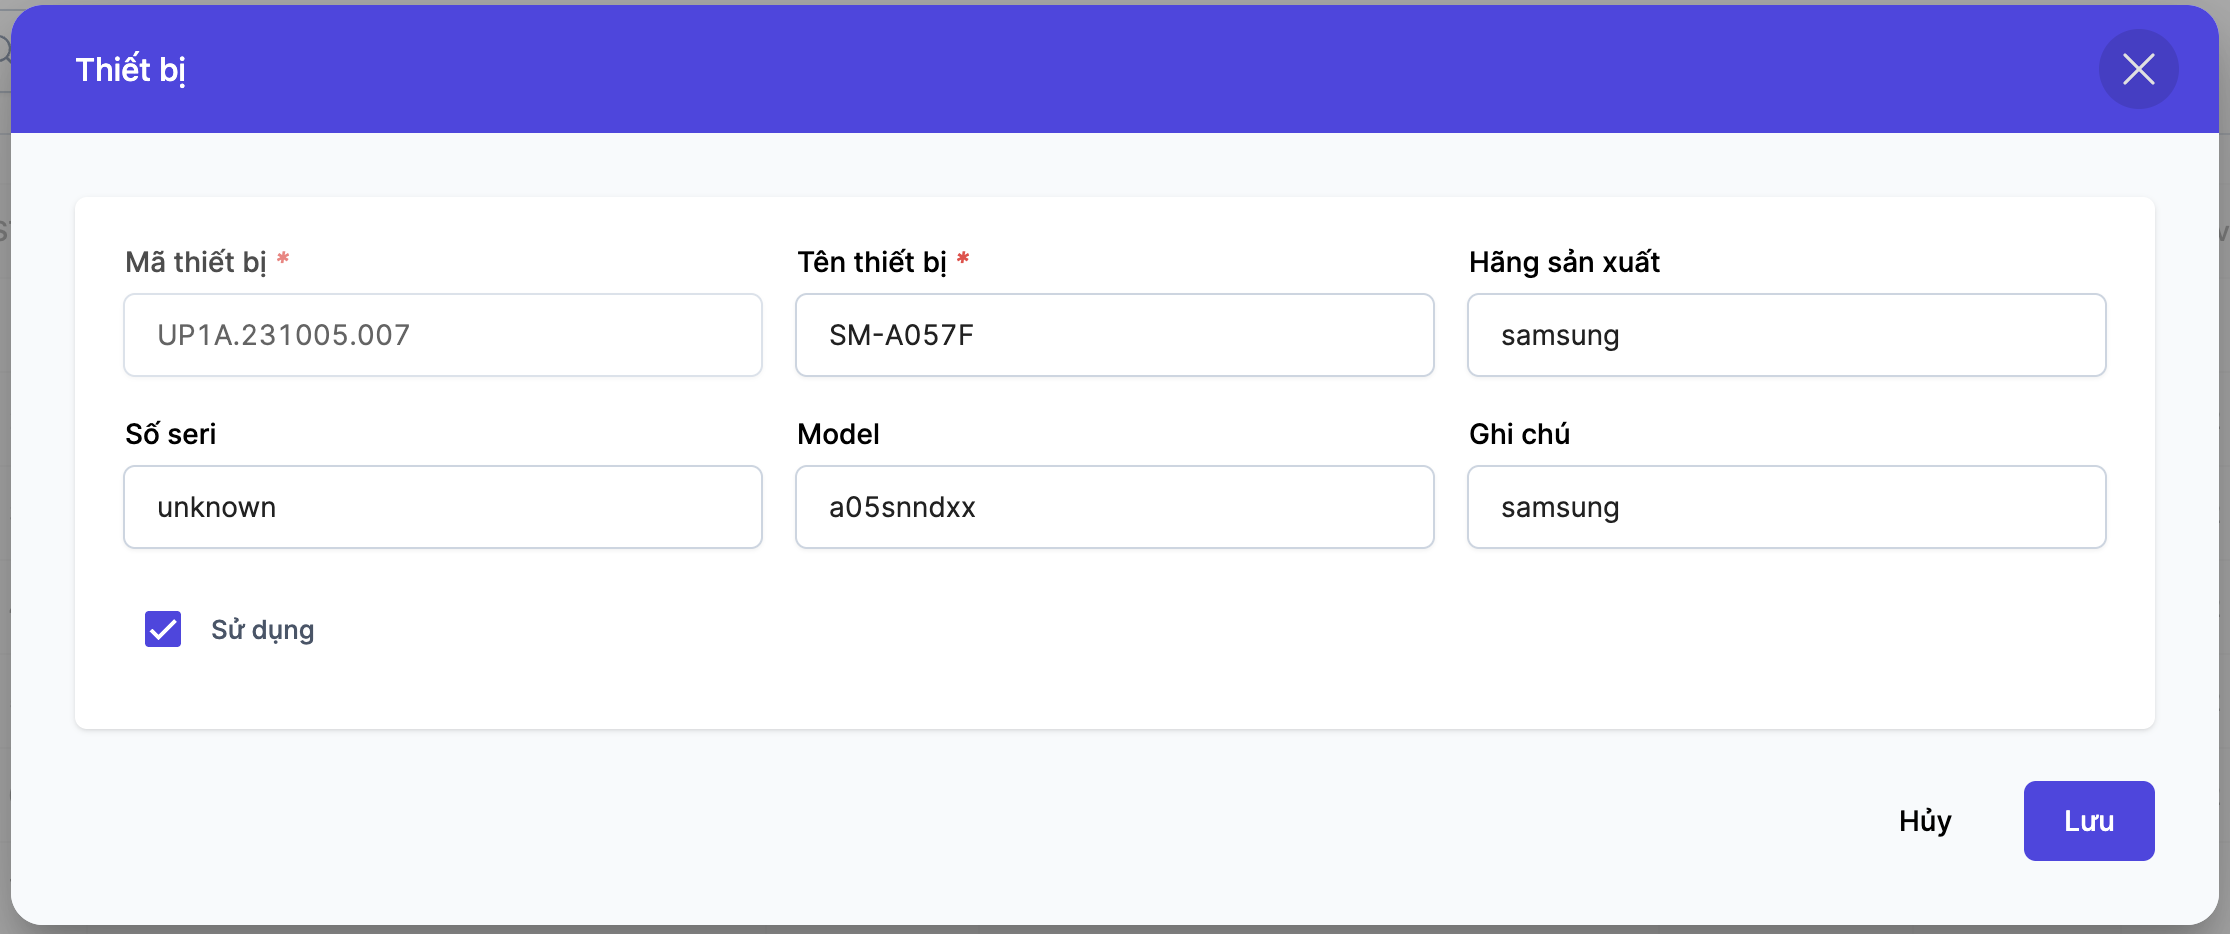 Thiết bị
Mã thiết bị *
Tên thiết bị *
Hãng sản xuất
UP1A.231005.007
SM-A057F
samsung
Số seri
Model
Ghi chú
unknown
a05snndxx
samsung
Sử dụng
Hủy
Lưu